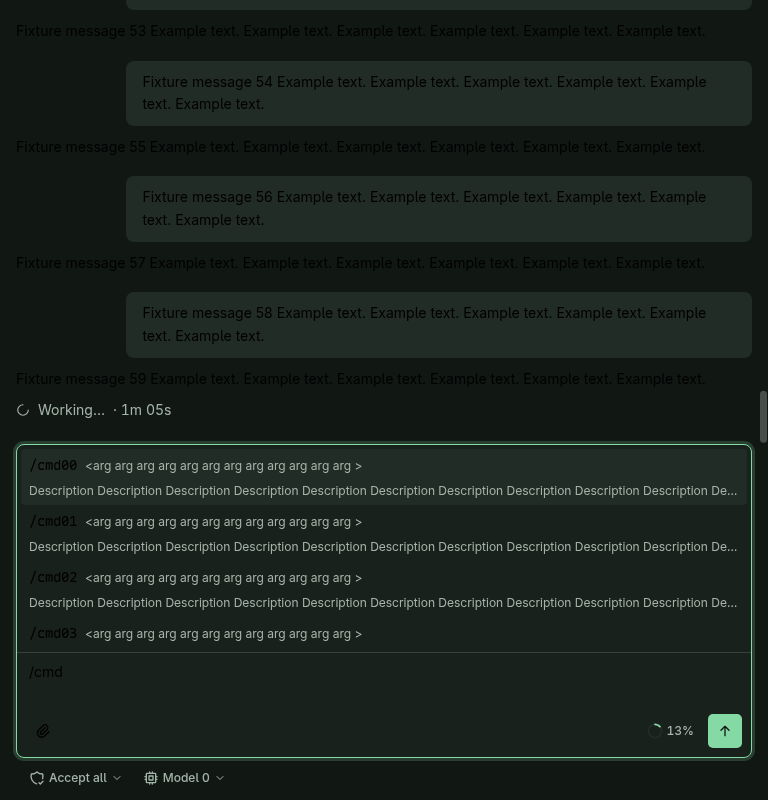 Fixture message 53 Example text. Example text. Example text. Example text. Example text. Example text.
Fixture message 54 Example text. Example text. Example text. Example text. Example
text. Example text.
Fixture message 55 Example text. Example text. Example text. Example text. Example text. Example text.
Fixture message 56 Example text. Example text. Example text. Example text. Example
text. Example text.
Fixture message 57 Example text. Example text. Example text. Example text. Example text. Example text.
Fixture message 58 Example text. Example text. Example text. Example text. Example
text. Example text.
Fixture message 59 Example text. Example text. Example text. Example text. Example text. Example text.
Working... · 1m 05s
/cmd00 <arg arg arg arg arg arg arg arg arg arg arg arg >
Description Description Description Description Description Description Description Description Description Description De...
/cmd01 <arg arg arg arg arg arg arg arg arg arg arg arg >
Description Description Description Description Description Description Description Description Description Description De...
/cmd02 <arg arg arg arg arg arg arg arg arg arg arg arg >
Description Description Description Description Description Description Description Description Description Description De...
/cmd03 <arg arg arg arg arg arg arg arg arg arg arg arg >
/cmd
13%
Accept all Model 0